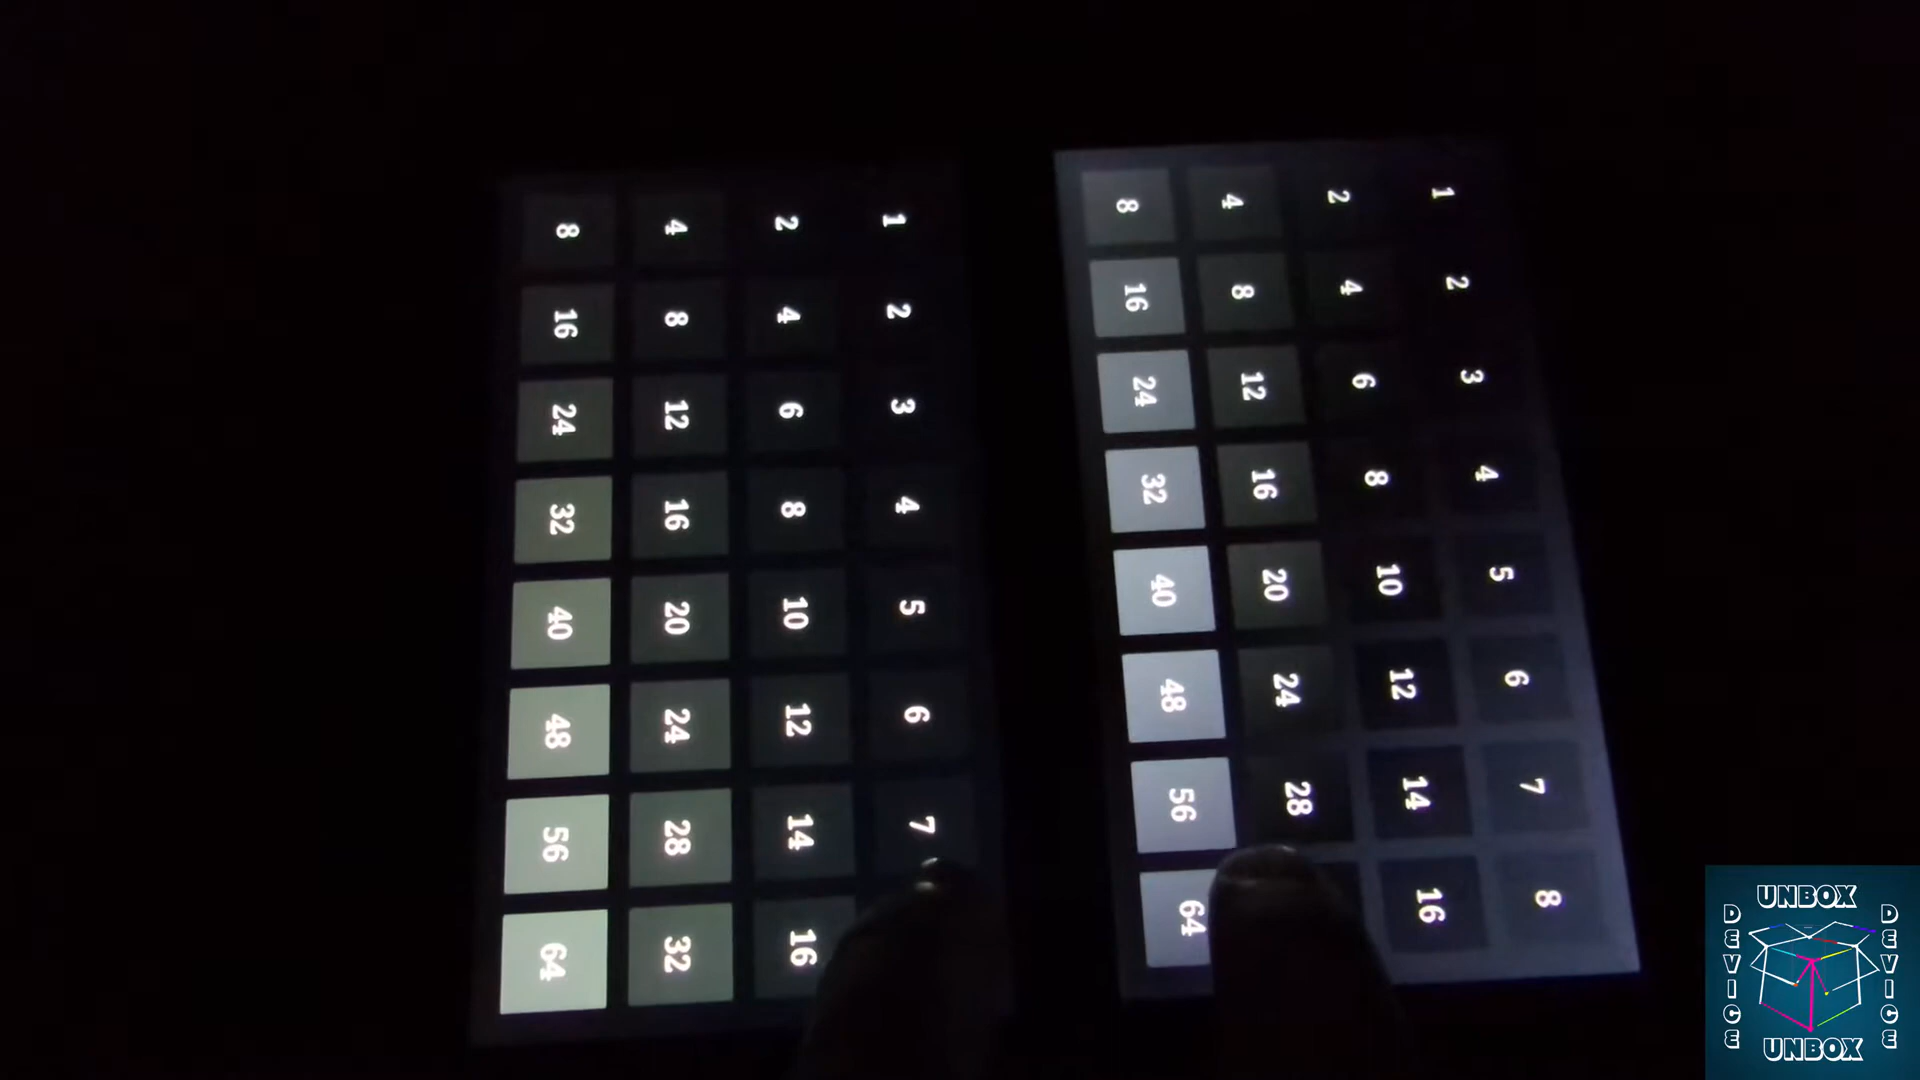 8 4 2 1
16 8 4 2
24 12 6 3
32 16 8 4
40 20 10 5
48 24 12 6
56 28 14 7
64 32 16
8 4 2 1
16 8 4 2
24 12 6 3
32 16 8 4
40 20 10 5
48 24 12 6
56 28 14 7
64 16 8
UNBOX
DEVICE
DEVICE
UNBOX